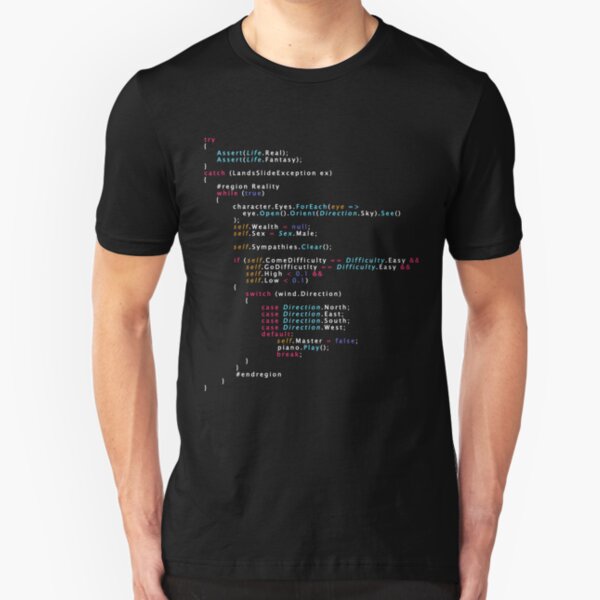 try
{
Assert(Life.Real);
Assert(Life.Fantasy);
}
catch (LandsSlideException ex)
{
#region Reality
while (true)
{
character.Eyes.ForEach(eye =>
eye.Open().Orient(Direction.Sky).See()
);
self.Wealth = null;
self.Sex = Sex.Male;
self.Sympathies.Clear();
if (self.ComeDifficulty == Difficulty.Easy &&
self.GoDifficutlty == Difficulty.Easy &&
self.High < 0.1 &&
self.Low < 0.1)
{
switch (wind.Direction)
{
case Direction.North;
case Direction.East;
case Direction.South;
case Direction.West;
default:
self.Master = false;
piano.Play();
break;
}
}
#endregion
}
}